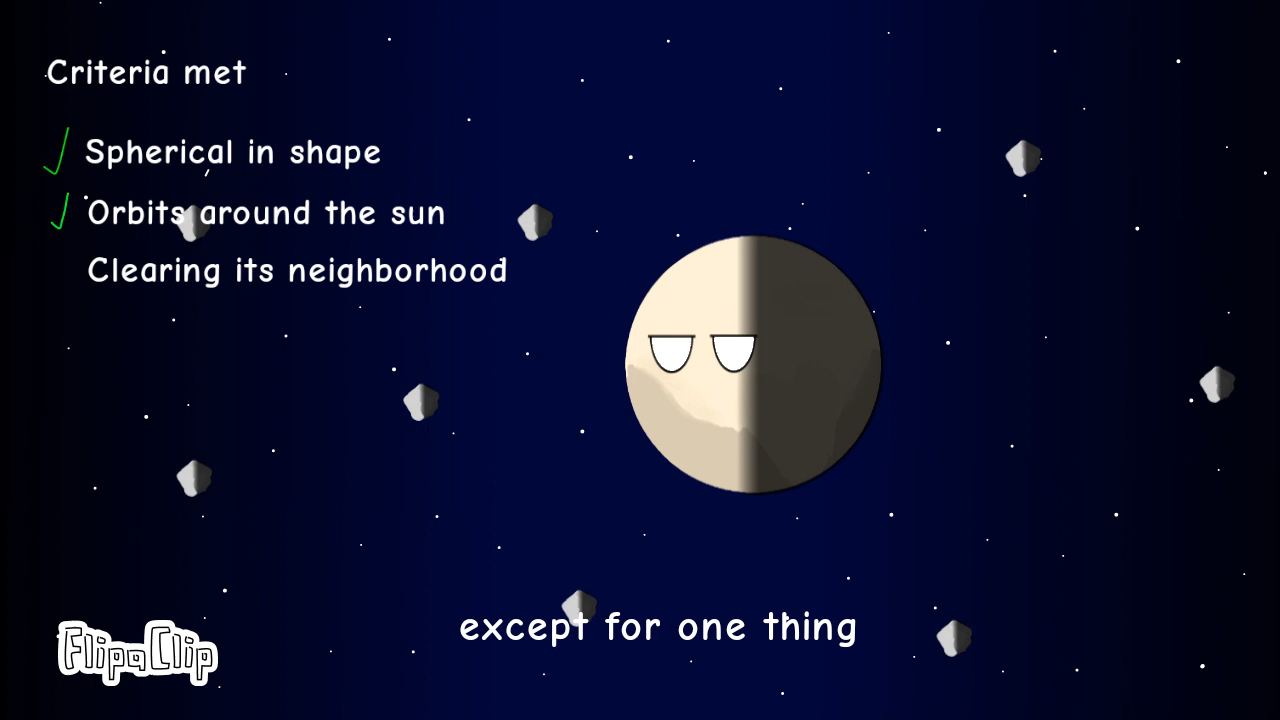 Criteria met
Spherical in shape
Orbits around the sun
Clearing its neighborhood
except for one thing
FlipaClip